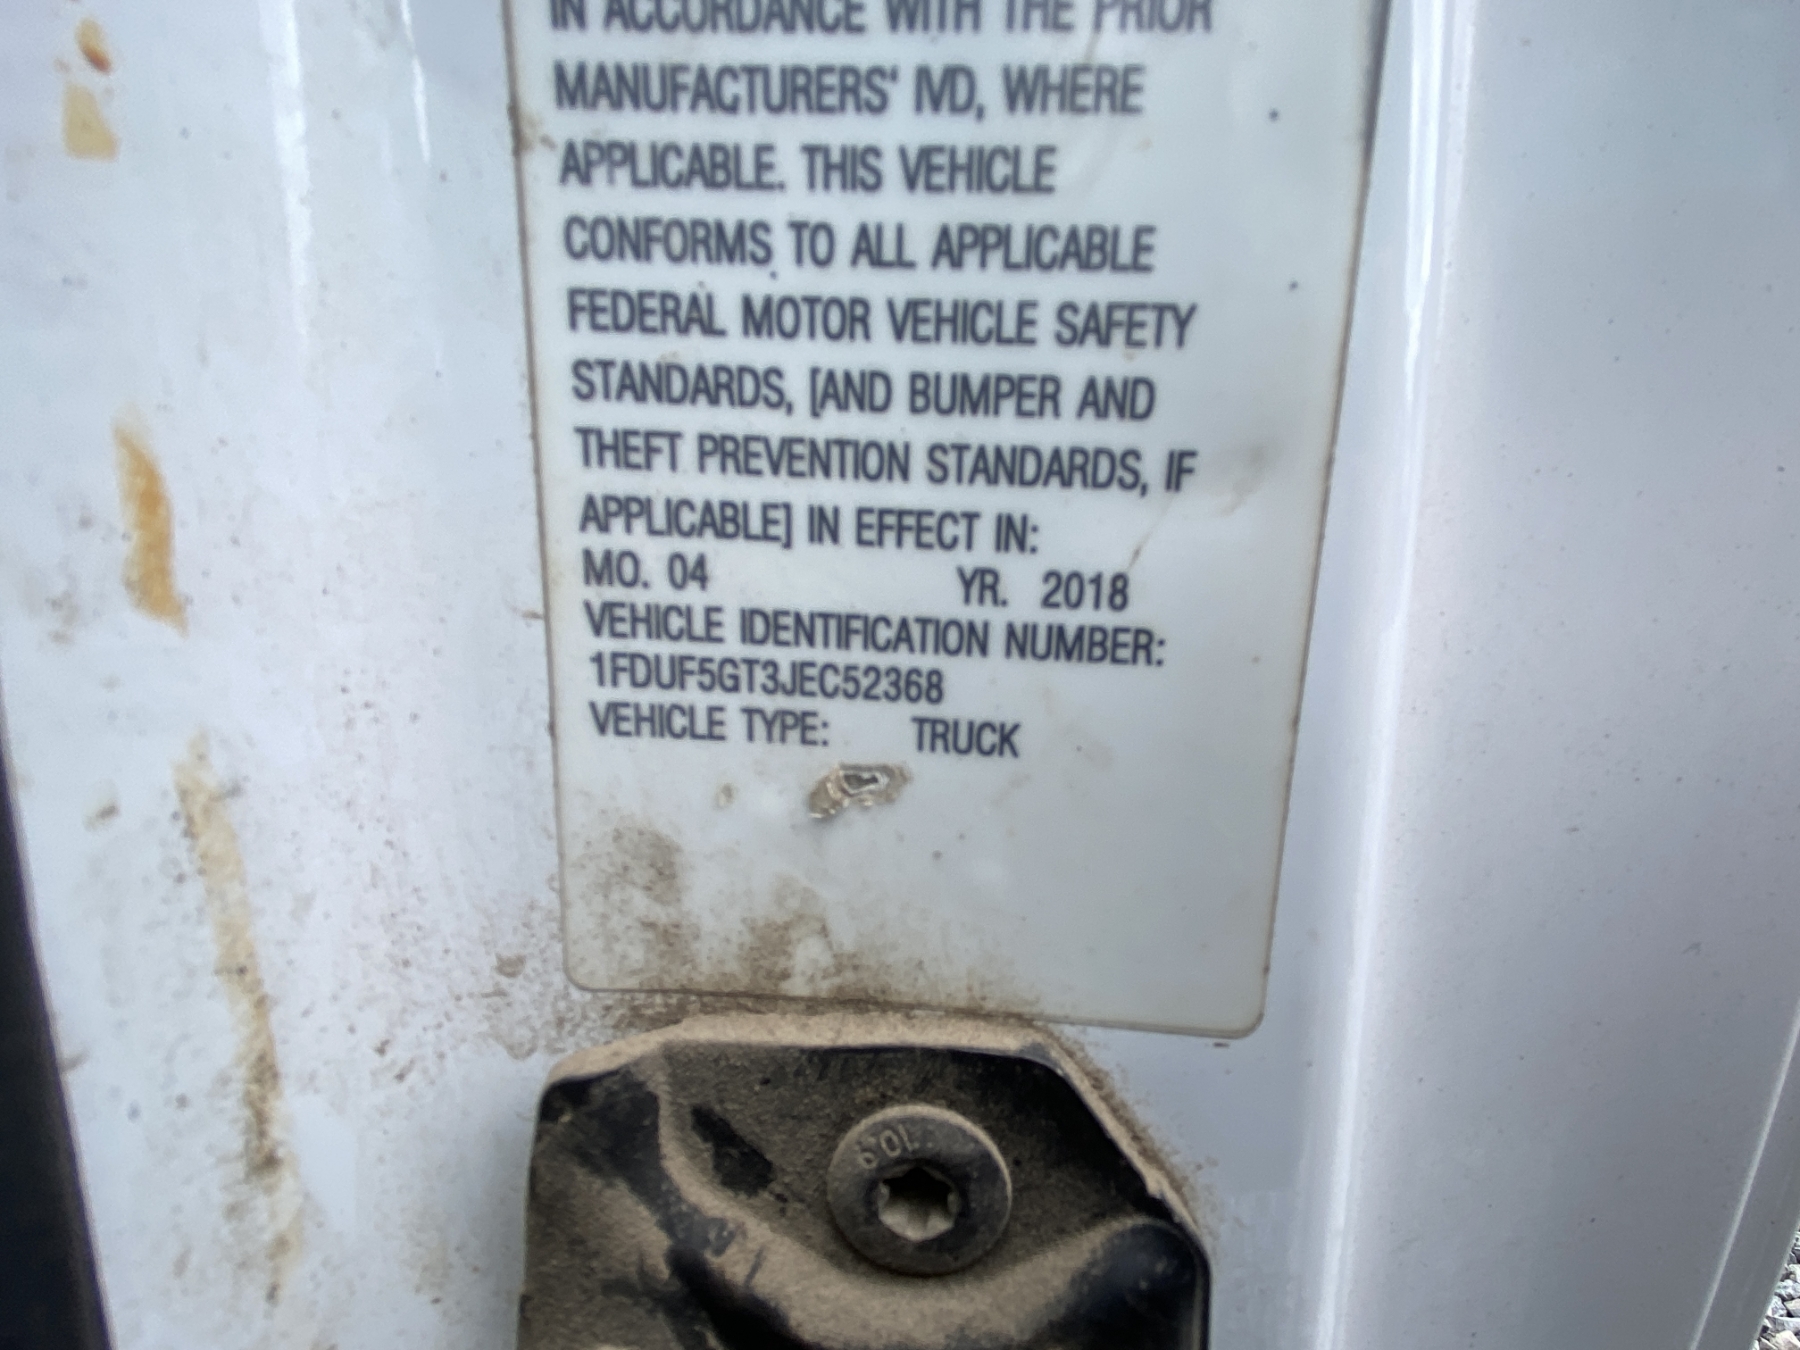 IN ACCORDANCE WITH THE PRIOR
MANUFACTURERS' IVD, WHERE
APPLICABLE. THIS VEHICLE
CONFORMS TO ALL APPLICABLE
FEDERAL MOTOR VEHICLE SAFETY
STANDARDS, [AND BUMPER AND
THEFT PREVENTION STANDARDS, IF
APPLICABLE] IN EFFECT IN:
MO. 04 YR. 2018
VEHICLE IDENTIFICATION NUMBER:
1FDUF5GT3JEC52368
VEHICLE TYPE: TRUCK
10.9